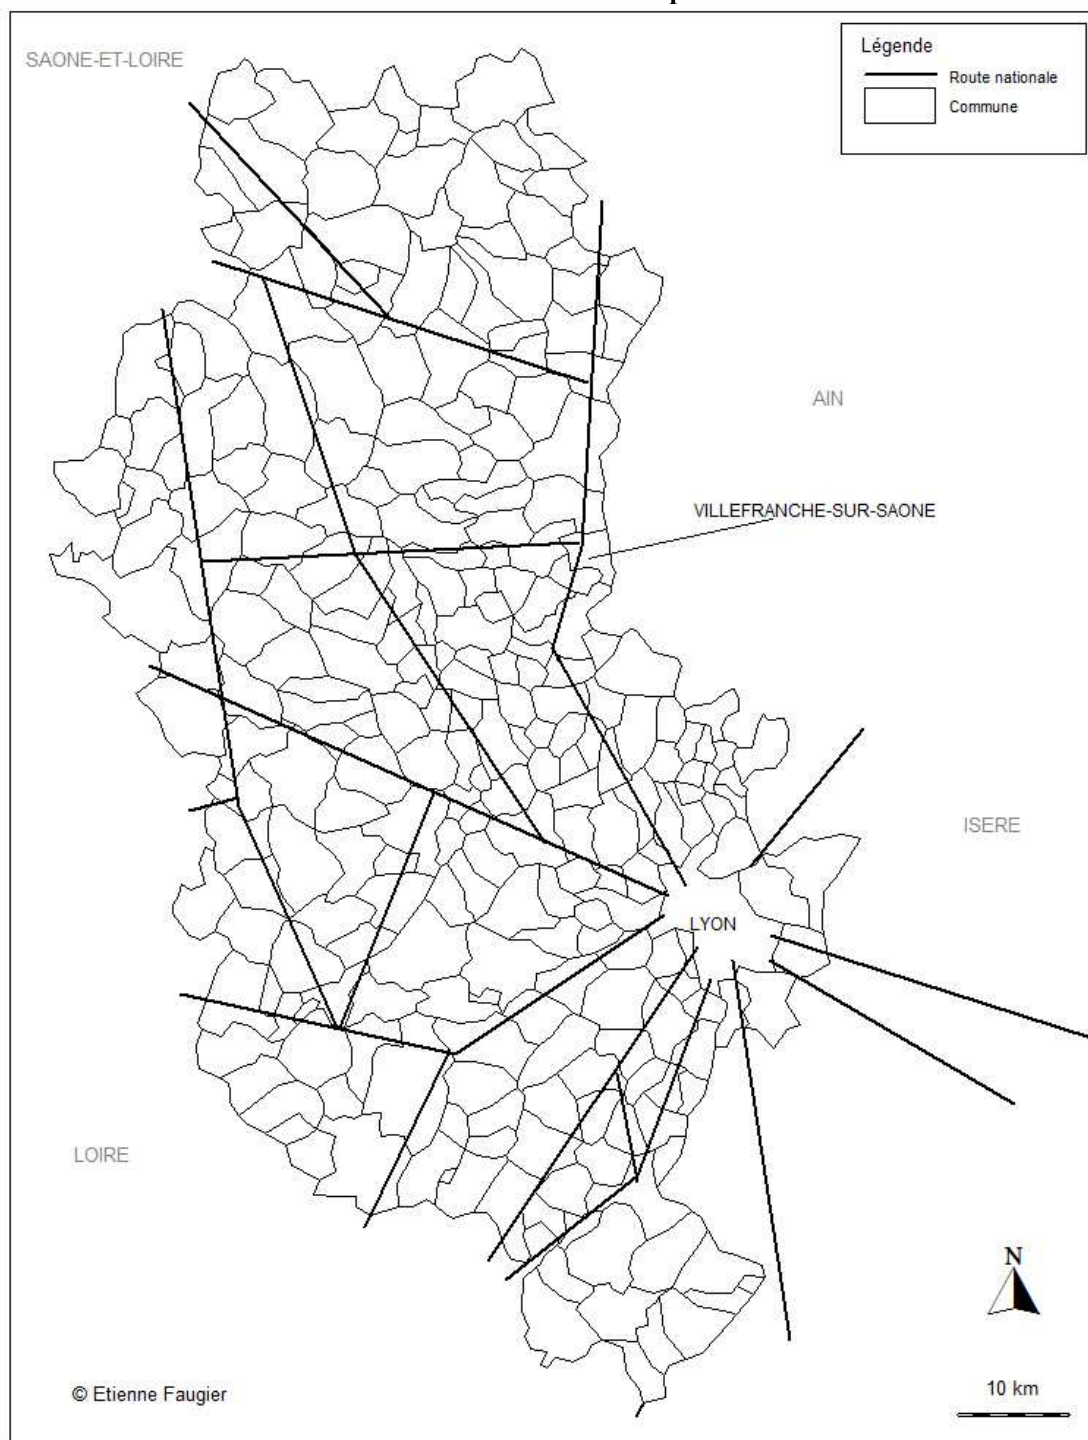 SAONE-ET-LOIRE
Légende
Route nationale
Commune
AIN
VILLEFRANCHE-SUR-SAONE
ISERE
LYON
LOIRE
N
10 km
© Etienne Faugier